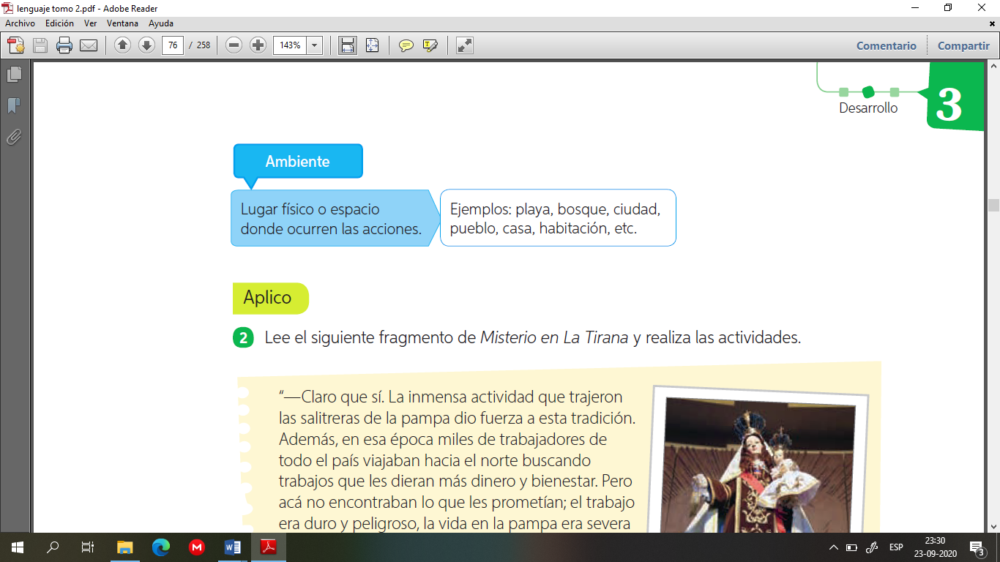 lenguaje tomo 2.pdf - Adobe Reader
Archivo Edición Ver Ventana Ayuda
76 / 258 143% Comentario Compartir
3
Desarrollo
Ambiente
Lugar físico o espacio
donde ocurren las acciones.
Ejemplos: playa, bosque, ciudad,
pueblo, casa, habitación, etc.
Aplico
2 Lee el siguiente fragmento de Misterio en La Tirana y realiza las actividades.
“—Claro que sí. La inmensa actividad que trajeron
las salitreras de la pampa dio fuerza a esta tradición.
Además, en esa época miles de trabajadores de
todo el país viajaban hacia el norte buscando
trabajos que les dieran más dinero y bienestar. Pero
acá no encontraban lo que les prometían; el trabajo
era duro y peligroso, la vida en la pampa era severa
ESP
23:30
23-09-2020
3